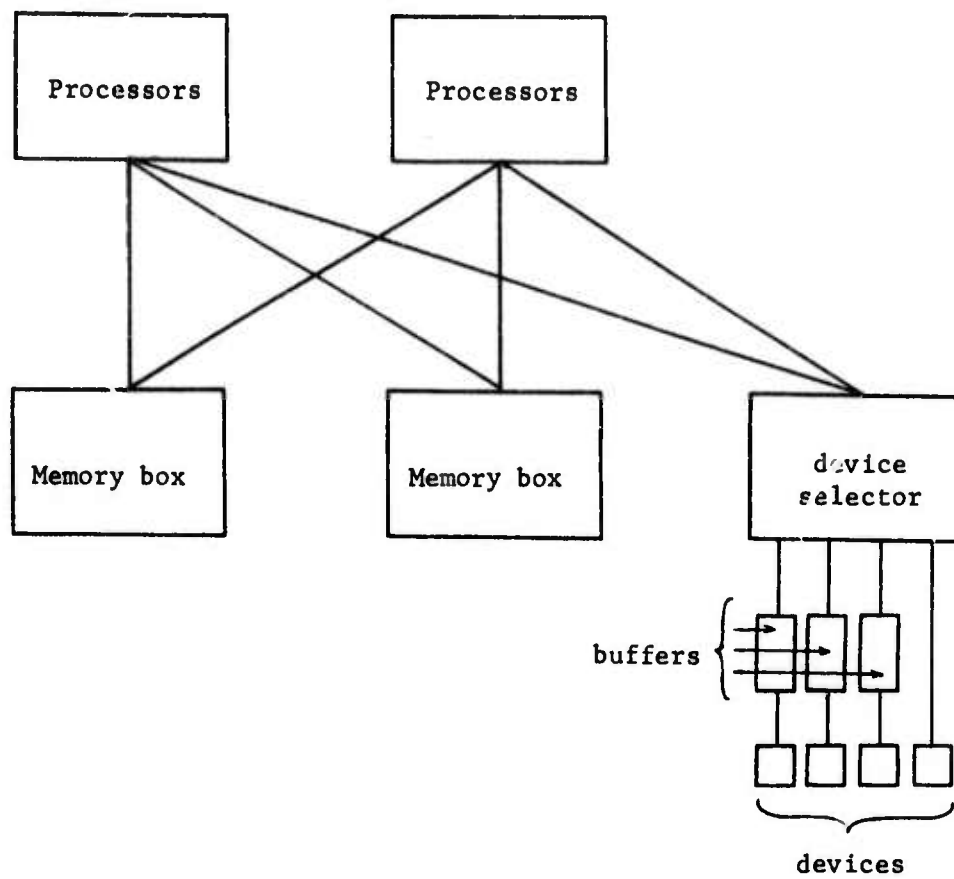 Processors
Processors
Memory box
Memory box
device
selector
buffers
devices